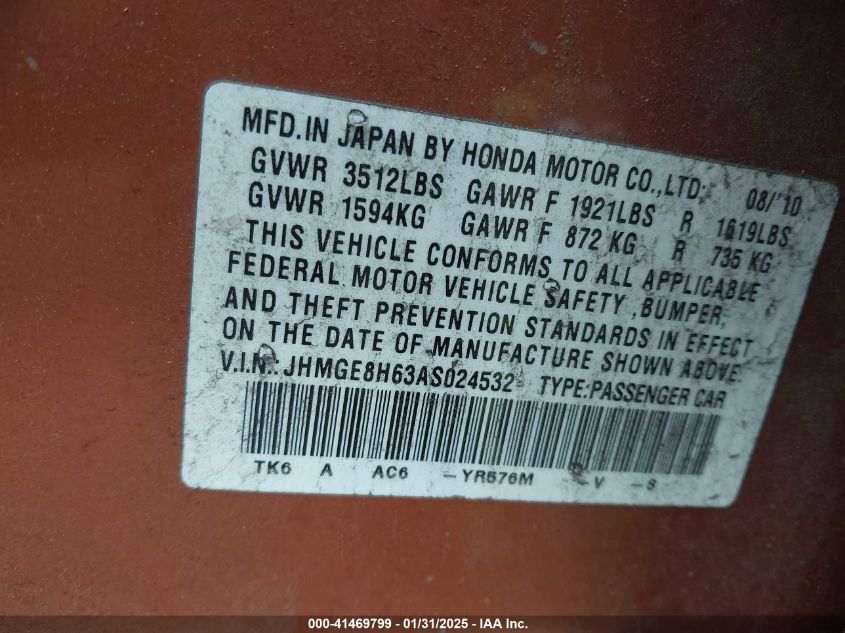 MFD.IN JAPAN BY HONDA MOTOR CO.,LTD; 08/'10
GVWR 3512LBS GAWR F 1921LBS R 1619LBS
GVWR 1594KG GAWR F 872 KG R 735 KG
THIS VEHICLE CONFORMS TO ALL APPLICABLE
FEDERAL MOTOR VEHICLE SAFETY ,BUMPER,
AND THEFT PREVENTION STANDARDS IN EFFECT
ON THE DATE OF MANUFACTURE SHOWN ABOVE.
V.I.N.: JHMGE8H63AS024532 TYPE:PASSENGER CAR
TK6 A AC6 -YR576M -V -S
000-41469799 - 01/31/2025 - IAA Inc.